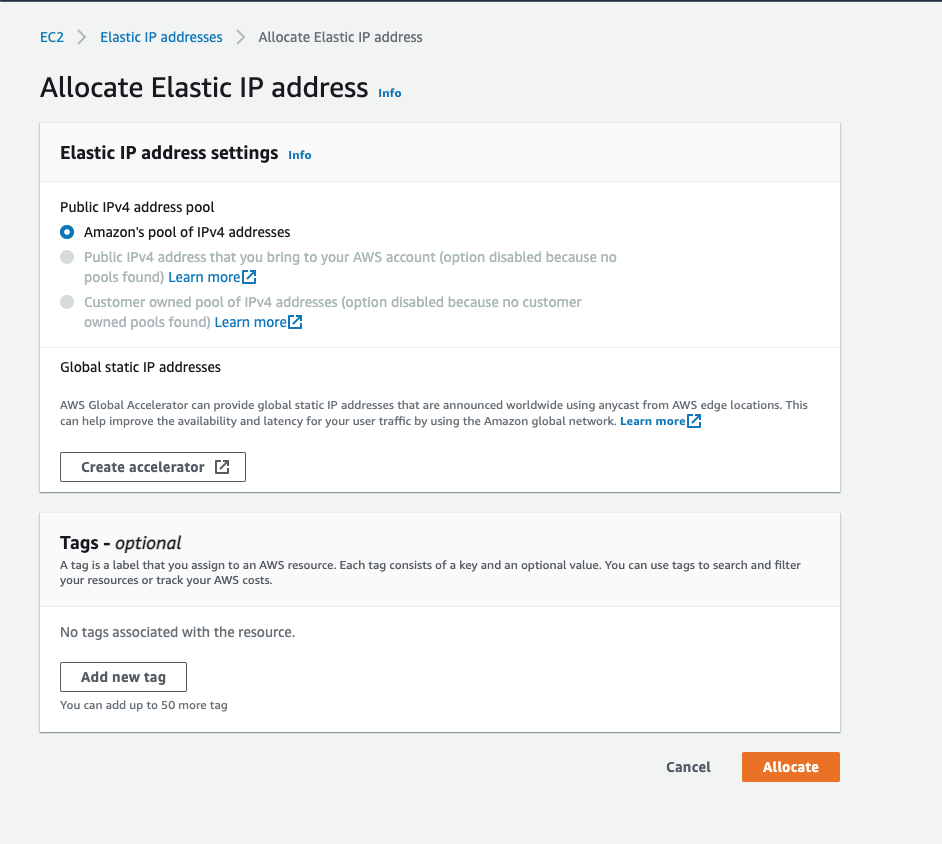 EC2 > Elastic IP addresses > Allocate Elastic IP address
Allocate Elastic IP address Info
Elastic IP address settings Info
Public IPv4 address pool
Amazon's pool of IPv4 addresses
Public IPv4 address that you bring to your AWS account (option disabled because no
pools found) Learn more
Customer owned pool of IPv4 addresses (option disabled because no customer
owned pools found) Learn more
Global static IP addresses
AWS Global Accelerator can provide global static IP addresses that are announced worldwide using anycast from AWS edge locations. This
can help improve the availability and latency for your user traffic by using the Amazon global network. Learn more
Create accelerator
Tags - optional
A tag is a label that you assign to an AWS resource. Each tag consists of a key and an optional value. You can use tags to search and filter
your resources or track your AWS costs.
No tags associated with the resource.
Add new tag
You can add up to 50 more tag
Cancel Allocate